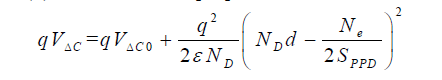 qV_{ΔC} = qV_{ΔC0} + \frac{q^2}{2εN_D} \left( N_D d - \frac{N_e}{2S_{PPD}} \right)^2